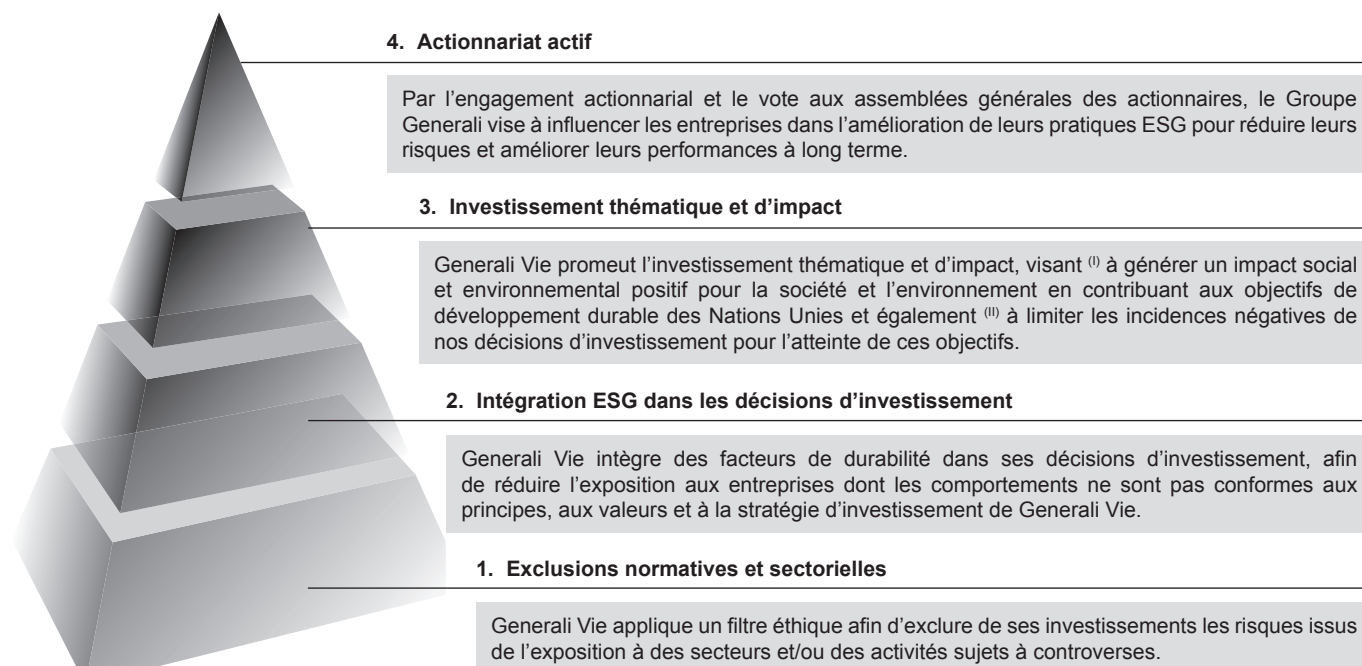 4. Actionnariat actif
Par l’engagement actionnarial et le vote aux assemblées générales des actionnaires, le Groupe
Generali vise à influencer les entreprises dans l’amélioration de leurs pratiques ESG pour réduire leurs
risques et améliorer leurs performances à long terme.
3. Investissement thématique et d’impact
Generali Vie promeut l’investissement thématique et d’impact, visant (I) à générer un impact social
et environnemental positif pour la société et l’environnement en contribuant aux objectifs de
développement durable des Nations Unies et également (II) à limiter les incidences négatives de
nos décisions d’investissement pour l’atteinte de ces objectifs.
2. Intégration ESG dans les décisions d’investissement
Generali Vie intègre des facteurs de durabilité dans ses décisions d’investissement, afin
de réduire l’exposition aux entreprises dont les comportements ne sont pas conformes aux
principes, aux valeurs et à la stratégie d’investissement de Generali Vie.
1. Exclusions normatives et sectorielles
Generali Vie applique un filtre éthique afin d’exclure de ses investissements les risques issus
de l’exposition à des secteurs et/ou des activités sujets à controverses.